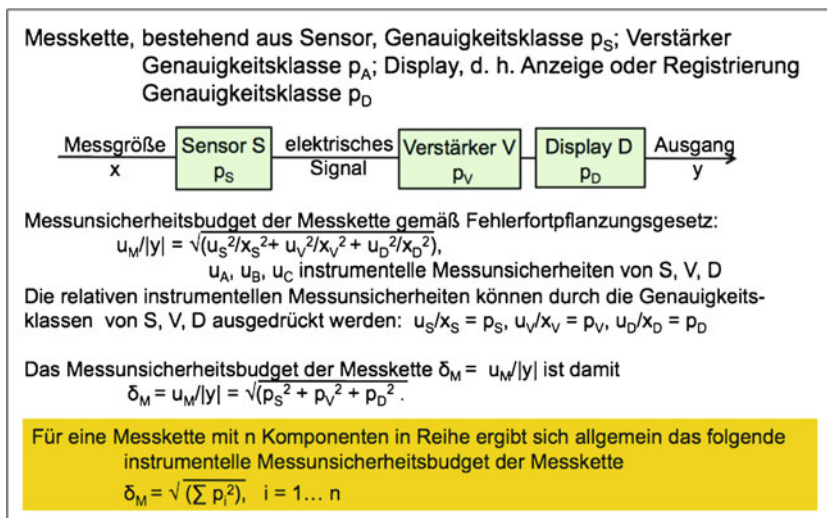 Messkette, bestehend aus Sensor, Genauigkeitsklasse pS; Verstärker
Genauigkeitsklasse pA; Display, d. h. Anzeige oder Registrierung
Genauigkeitsklasse pD
Messgröße Sensor S elektrisches Verstärker V Display D Ausgang
x pS Signal pV pD y
Messunsicherheitsbudget der Messkette gemäß Fehlerfortpflanzungsgesetz:
uM/|y| = √(uS²/xS²+ uV²/xV² + uD²/xD²),
uA, uB, uC instrumentelle Messunsicherheiten von S, V, D
Die relativen instrumentellen Messunsicherheiten können durch die Genauigkeits-
klassen von S, V, D ausgedrückt werden: uS/xS = pS, uV/xV = pV, uD/xD = pD
Das Messunsicherheitsbudget der Messkette δM = uM/|y| ist damit
δM = uM/|y| = √(pS² + pV² + pD² .
Für eine Messkette mit n Komponenten in Reihe ergibt sich allgemein das folgende
instrumentelle Messunsicherheitsbudget der Messkette
δM = √ (∑ pi²), i = 1… n